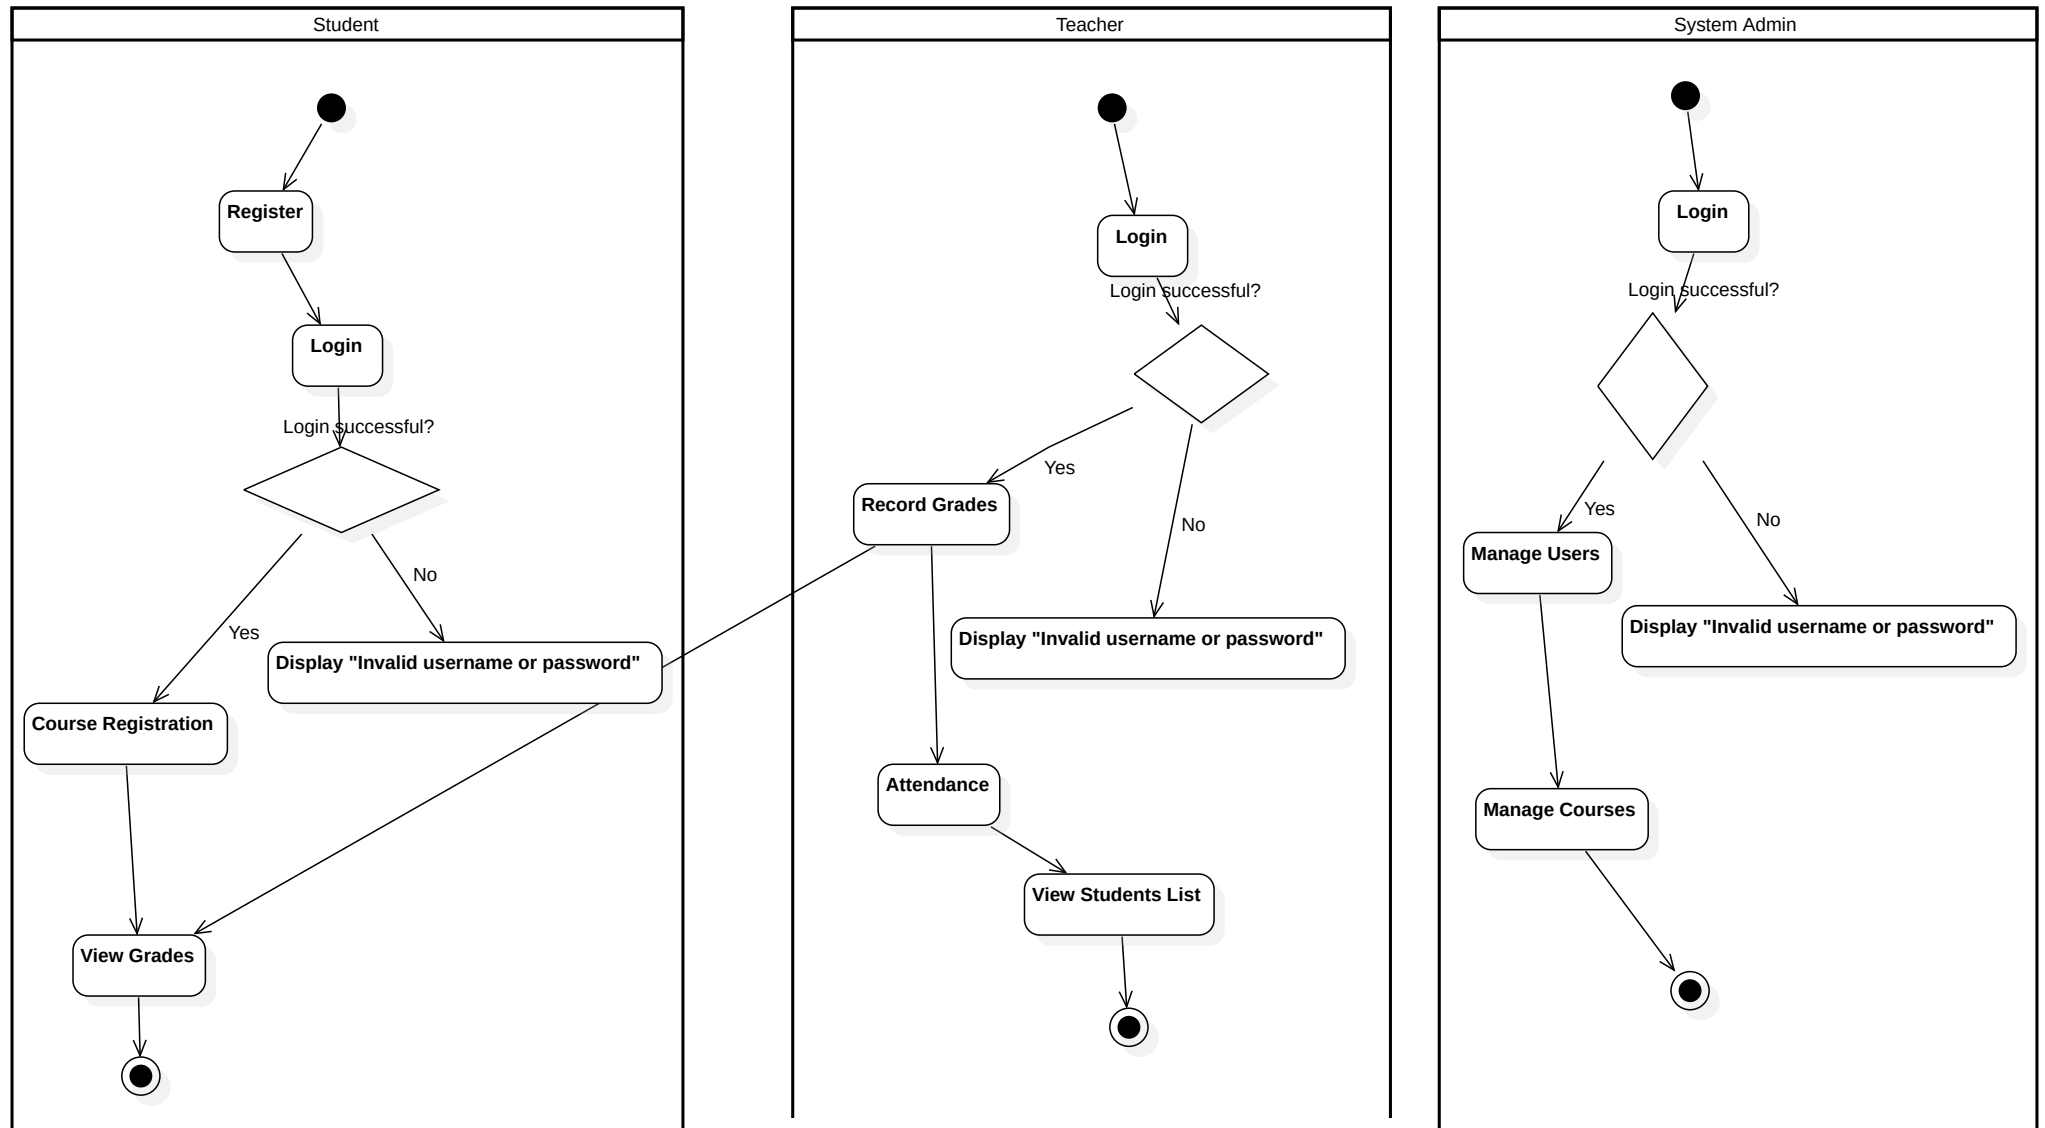 Student
Register
Login
Login successful?
No
Yes
Display "Invalid username or password"
Course Registration
View Grades
Teacher
Login
Login successful?
Yes
Record Grades
No
Display "Invalid username or password"
Attendance
View Students List
System Admin
Login
Login successful?
Yes
No
Manage Users
Display "Invalid username or password"
Manage Courses